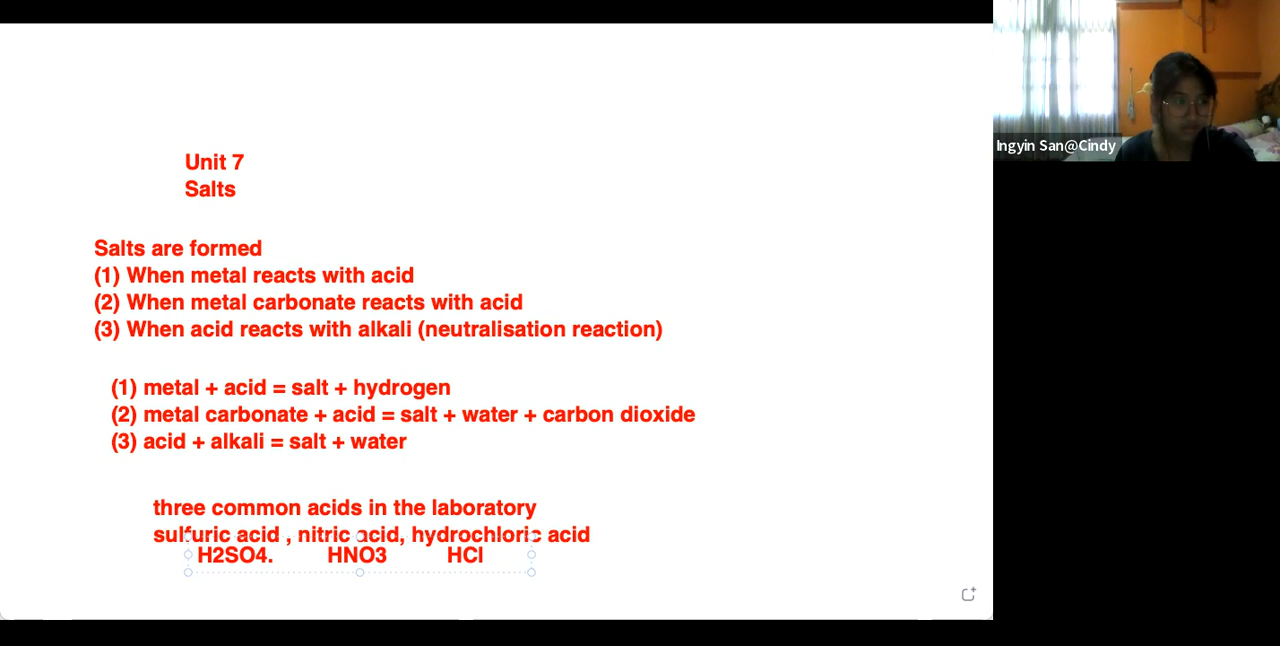 Unit 7
Salts
Salts are formed
(1) When metal reacts with acid
(2) When metal carbonate reacts with acid
(3) When acid reacts with alkali (neutralisation reaction)
(1) metal + acid = salt + hydrogen
(2) metal carbonate + acid = salt + water + carbon dioxide
(3) acid + alkali = salt + water
three common acids in the laboratory
sulfuric acid , nitric acid, hydrochloric acid
H2SO4. HNO3 HCl
Ingyin San@Cindy